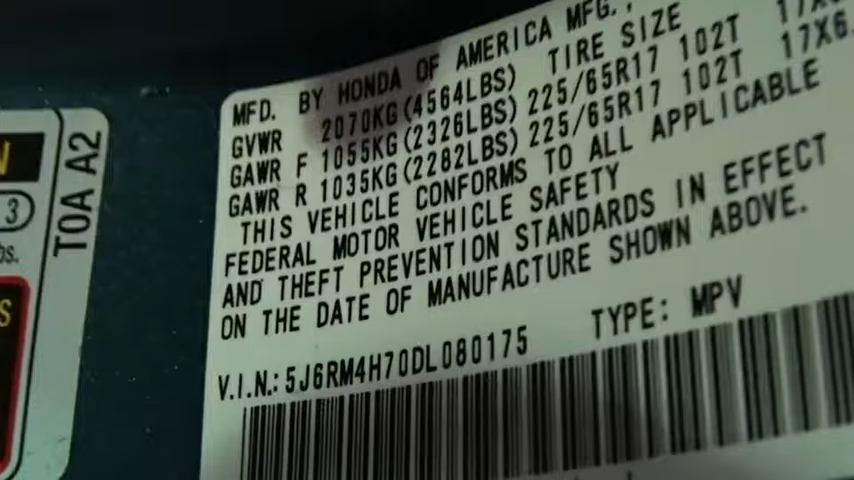 MFD. BY HONDA OF AMERICA MFG.,
GVWR 2070KG(4564LBS) TIRE SIZE
GAWR F 1055KG(2326LBS) 225/65R17 102T
GAWR R 1035KG(2282LBS) 225/65R17 102T 17X6.
THIS VEHICLE CONFORMS TO ALL APPLICABLE
FEDERAL MOTOR VEHICLE SAFETY
AND THEFT PREVENTION STANDARDS IN EFFECT
ON THE DATE OF MANUFACTURE SHOWN ABOVE.
V.I.N.: 5J6RM4H70DL080175 TYPE: MPV
T0A A2
3